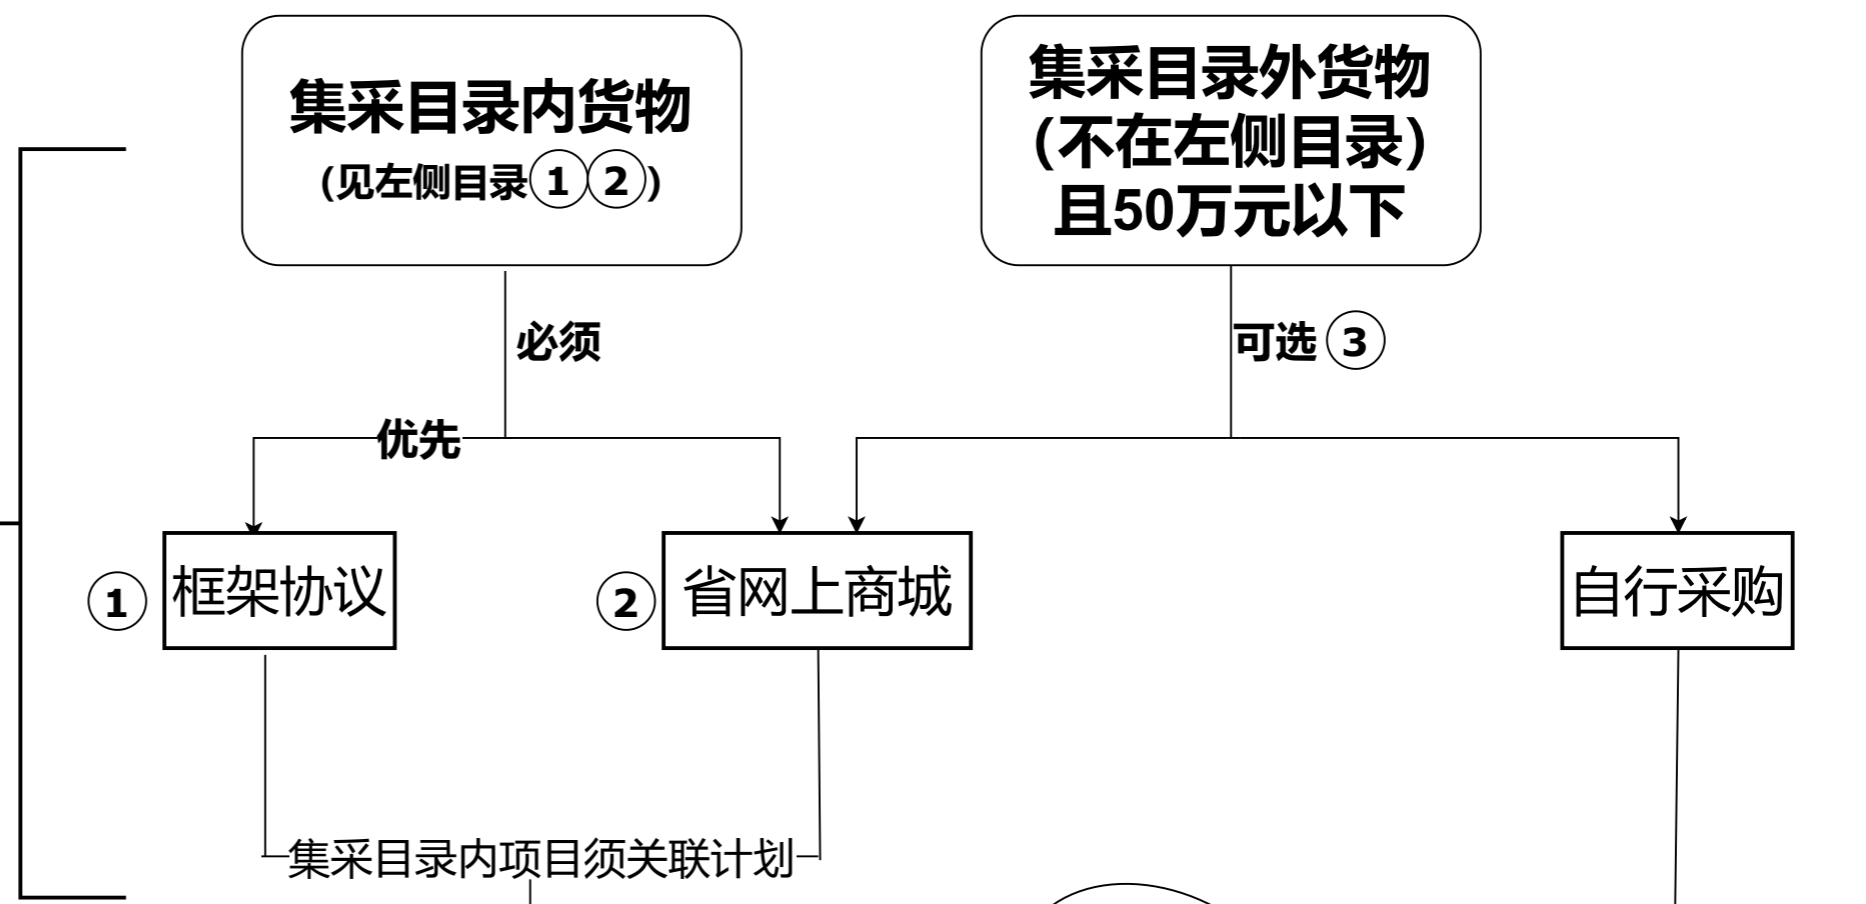 集采目录内货物
(见左侧目录①②)
集采目录外货物
(不在左侧目录)
且50万元以下
必须
可选③
优先
① 框架协议
② 省网上商城
自行采购
集采目录内项目须关联计划